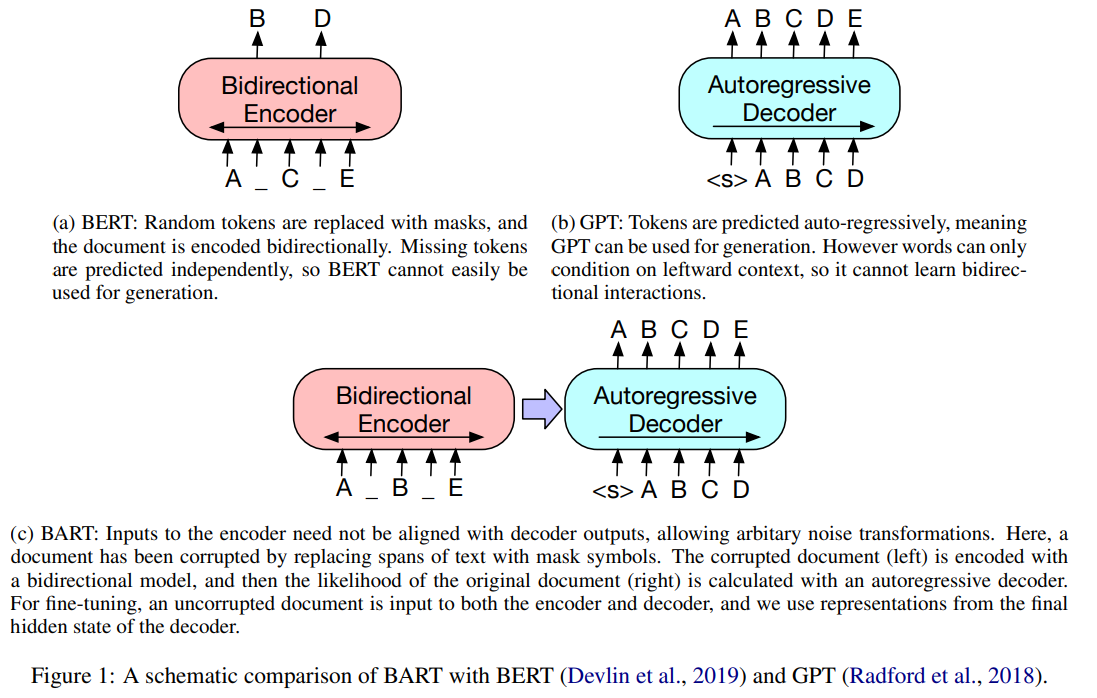 B D
Bidirectional
Encoder
A _ C _ E
(a) BERT: Random tokens are replaced with masks, and
the document is encoded bidirectionally. Missing tokens
are predicted independently, so BERT cannot easily be
used for generation.
A B C D E
Autoregressive
Decoder
<s> A B C D
(b) GPT: Tokens are predicted auto-regressively, meaning
GPT can be used for generation. However words can only
condition on leftward context, so it cannot learn bidirec-
tional interactions.
Bidirectional
Encoder
A _ B _ E
A B C D E
Autoregressive
Decoder
<s> A B C D
(c) BART: Inputs to the encoder need not be aligned with decoder outputs, allowing arbitary noise transformations. Here, a
document has been corrupted by replacing spans of text with mask symbols. The corrupted document (left) is encoded with
a bidirectional model, and then the likelihood of the original document (right) is calculated with an autoregressive decoder.
For fine-tuning, an uncorrupted document is input to both the encoder and decoder, and we use representations from the final
hidden state of the decoder.
Figure 1: A schematic comparison of BART with BERT (Devlin et al., 2019) and GPT (Radford et al., 2018).